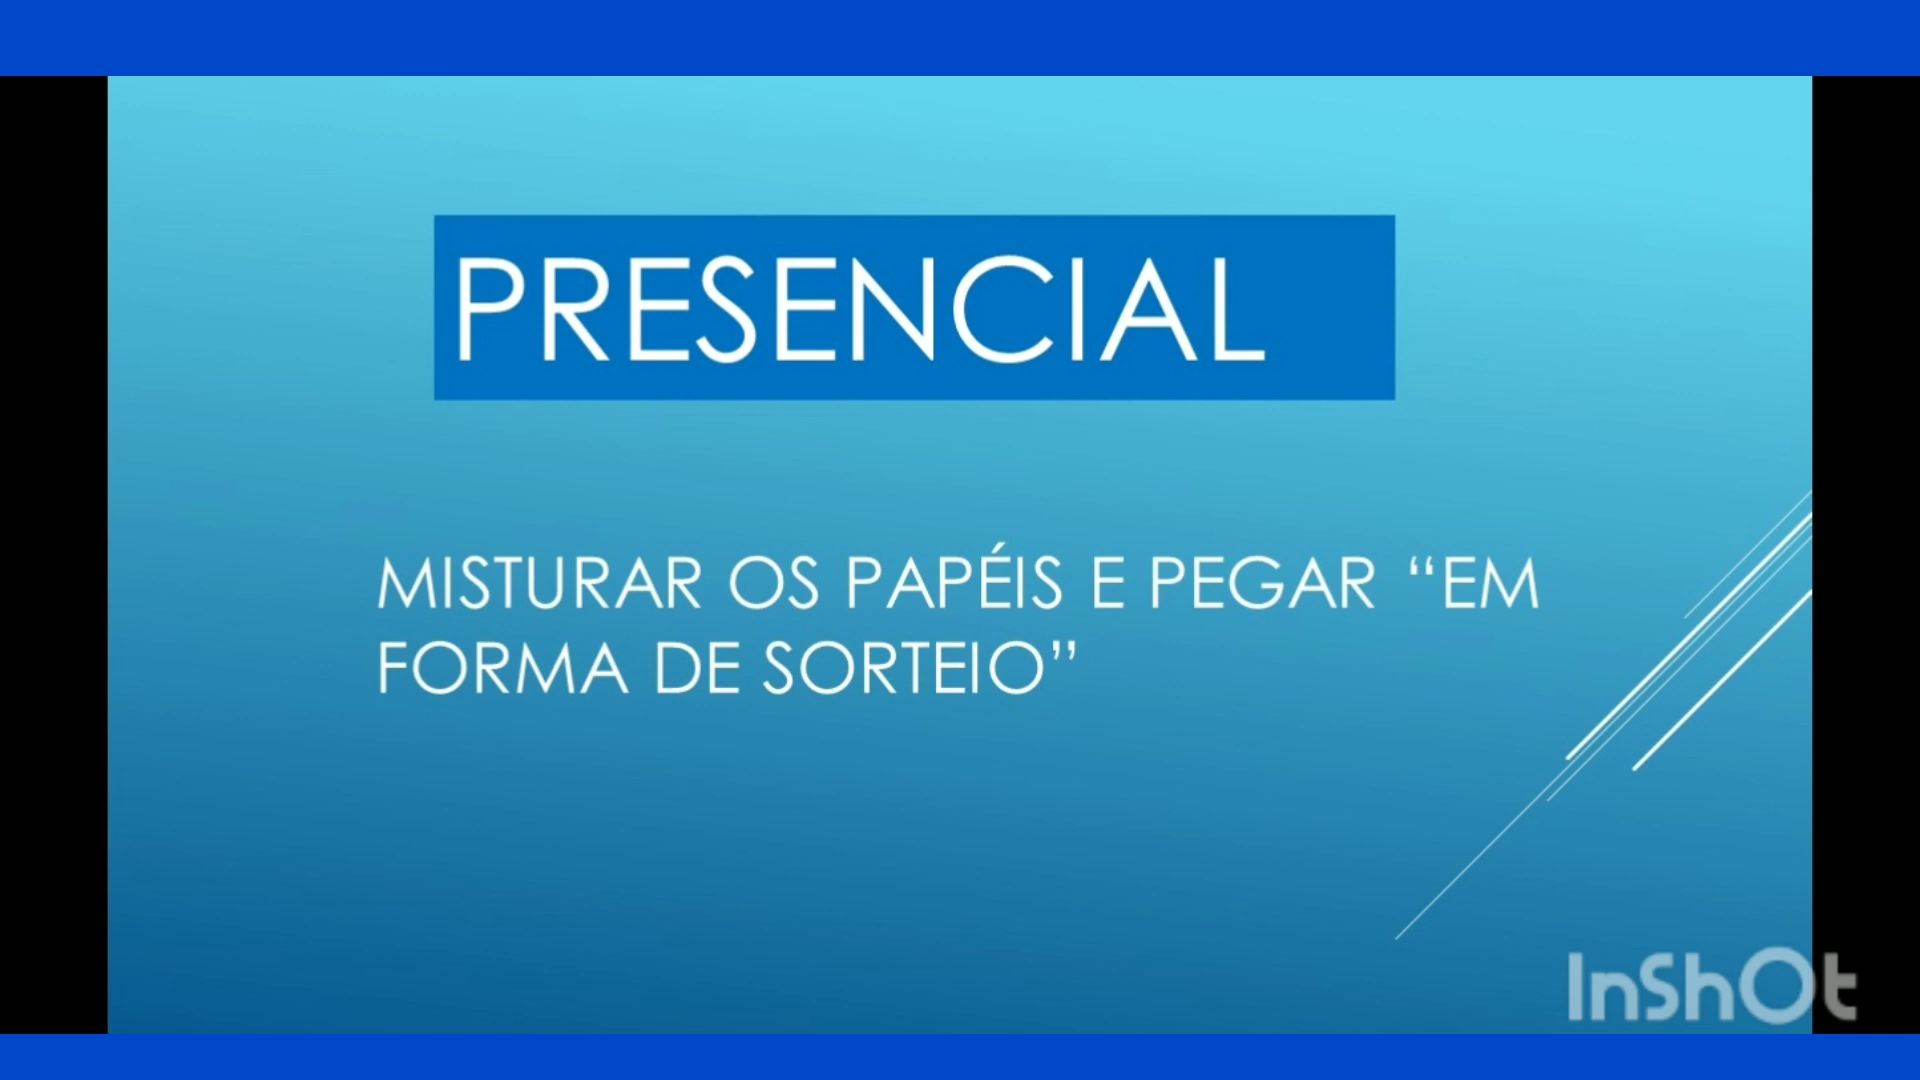 PRESENCIAL
MISTURAR OS PAPÉIS E PEGAR “EM
FORMA DE SORTEIO”
InShOt